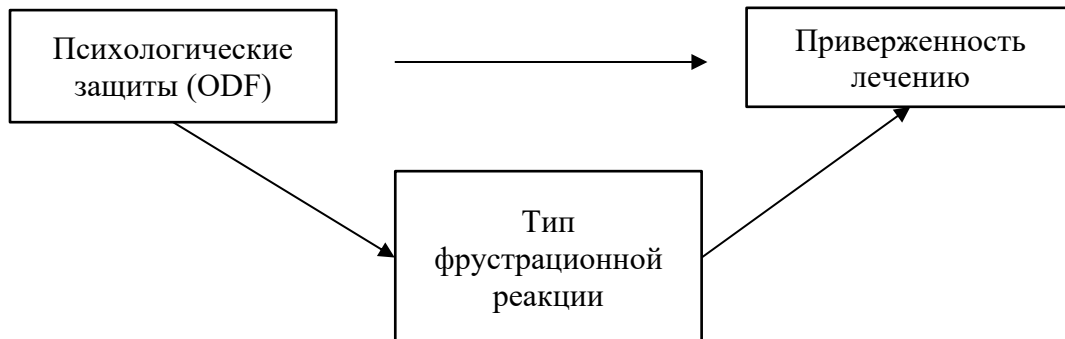 Психологические
защиты (ODF)
Приверженность
лечению
Тип
фрустрационной
реакции